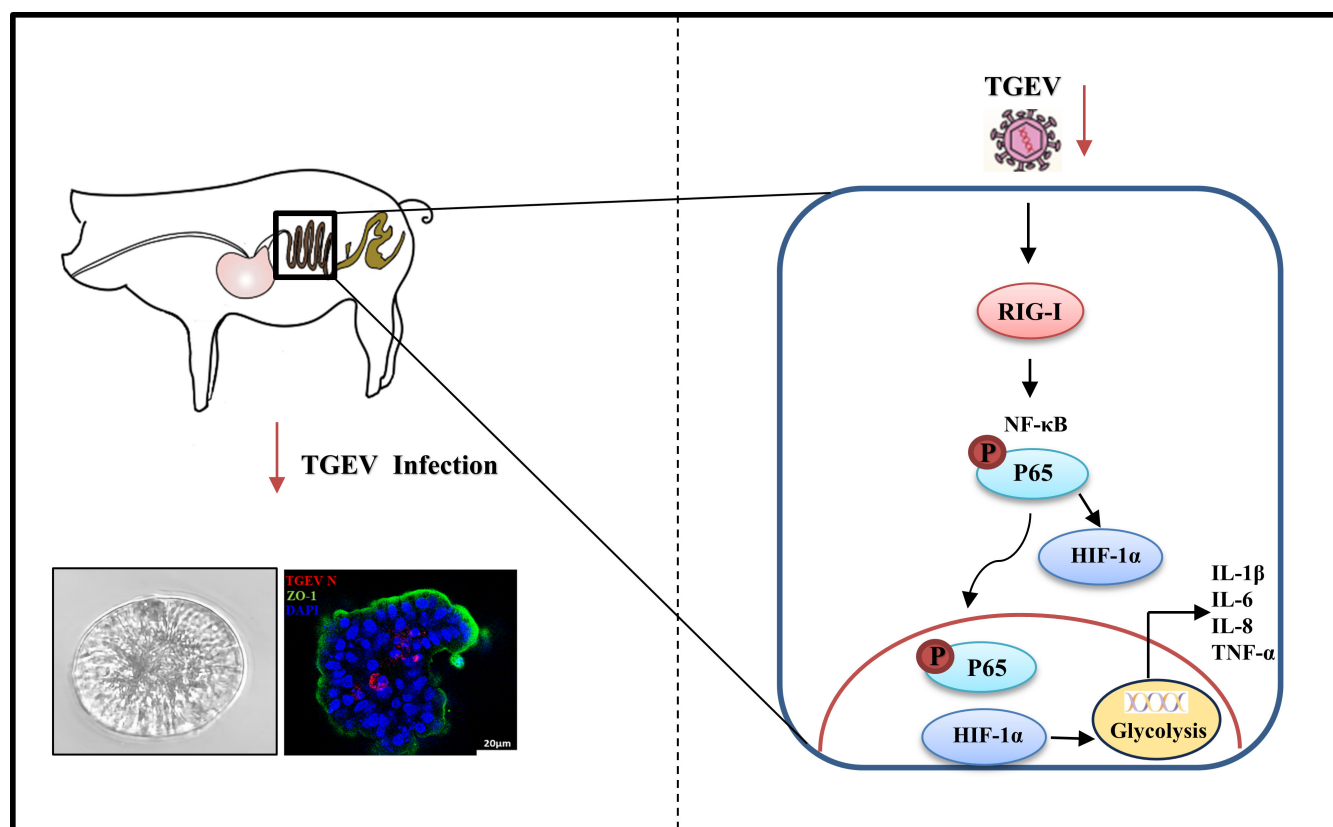 TGEV Infection
TGEV N
ZO-1
DAPI
20μm
TGEV
RIG-I
NF-κB
P
P65
HIF-1α
IL-1β
IL-6
IL-8
TNF-α
P
P65
HIF-1α
Glycolysis